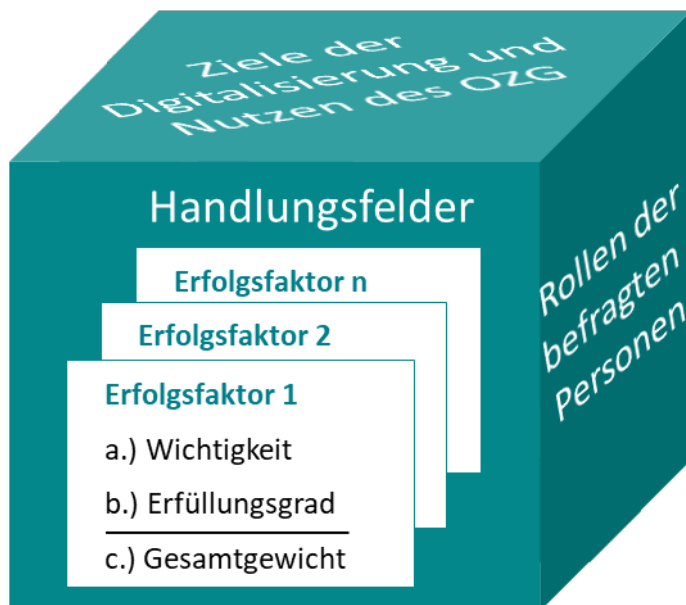 Ziele der
Digitalisierung und
Nutzen des OZG
Handlungsfelder
Erfolgsfaktor n
Erfolgsfaktor 2
Erfolgsfaktor 1
a.) Wichtigkeit
b.) Erfüllungsgrad
c.) Gesamtgewicht
Rollen der
befragten
Personen